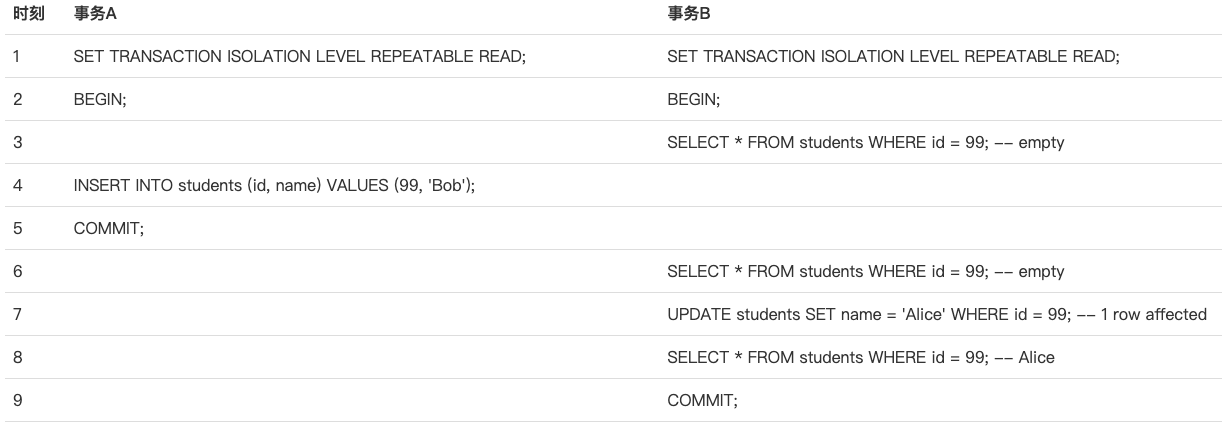 时刻 事务A 事务B
1 SET TRANSACTION ISOLATION LEVEL REPEATABLE READ; SET TRANSACTION ISOLATION LEVEL REPEATABLE READ;
2 BEGIN; BEGIN;
3 SELECT * FROM students WHERE id = 99; -- empty
4 INSERT INTO students (id, name) VALUES (99, 'Bob');
5 COMMIT;
6 SELECT * FROM students WHERE id = 99; -- empty
7 UPDATE students SET name = 'Alice' WHERE id = 99; -- 1 row affected
8 SELECT * FROM students WHERE id = 99; -- Alice
9 COMMIT;